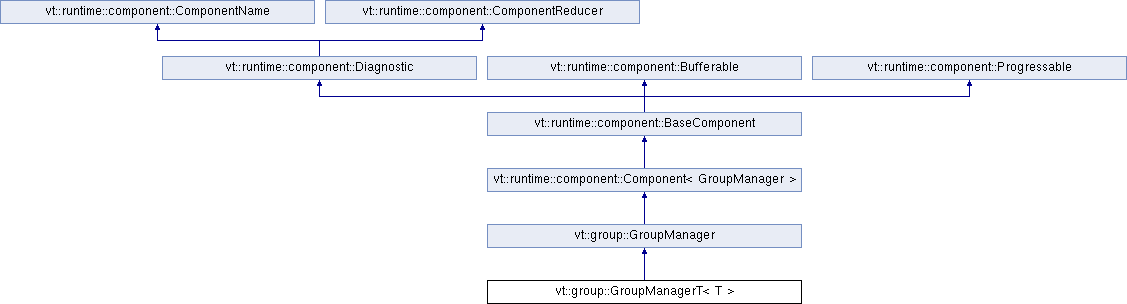 vt::runtime::component::ComponentName
vt::runtime::component::ComponentReducer
vt::runtime::component::Diagnostic
vt::runtime::component::Bufferable
vt::runtime::component::Progressable
vt::runtime::component::BaseComponent
vt::runtime::component::Component< GroupManager >
vt::group::GroupManager
vt::group::GroupManagerT< T >